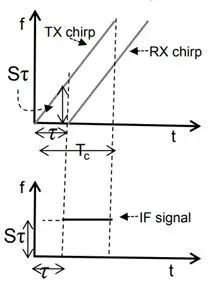 f
TX chirp
RX chirp
Sτ
τ
T_c
t
f
IF signal
Sτ
τ
t